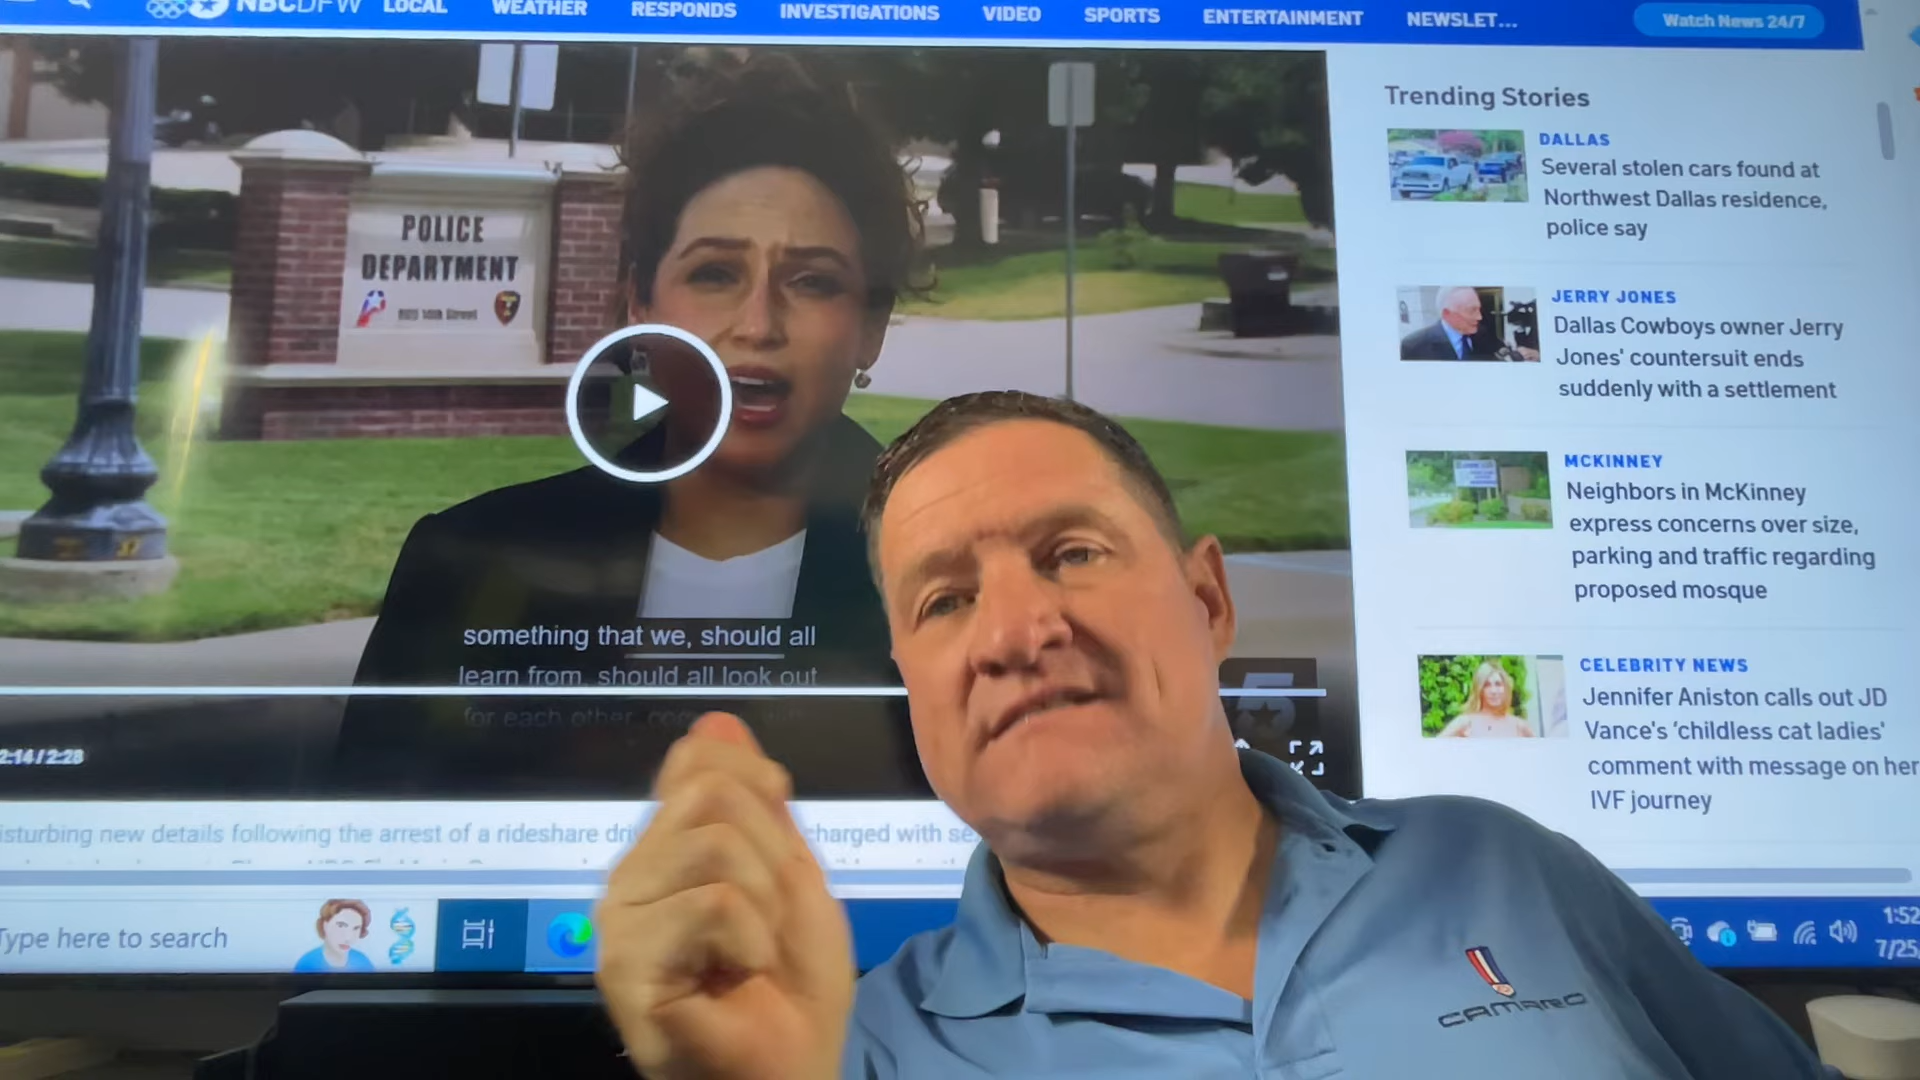 NBCDFW
LOCAL
WEATHER
RESPONDS
INVESTIGATIONS
VIDEO
SPORTS
ENTERTAINMENT
NEWSLET...
Watch News 24/7
POLICE
DEPARTMENT
something that we, should all
learn from, should all look out
for each other,
2:14 / 2:28
Trending Stories
DALLAS
Several stolen cars found at
Northwest Dallas residence,
police say
JERRY JONES
Dallas Cowboys owner Jerry
Jones' countersuit ends
suddenly with a settlement
MCKINNEY
Neighbors in McKinney
express concerns over size,
parking and traffic regarding
proposed mosque
CELEBRITY NEWS
Jennifer Aniston calls out JD
Vance's 'childless cat ladies'
comment with message on her
IVF journey
isturbing new details following the arrest of a rideshare charged with
Type here to search
1:52
7/25
CAMARO